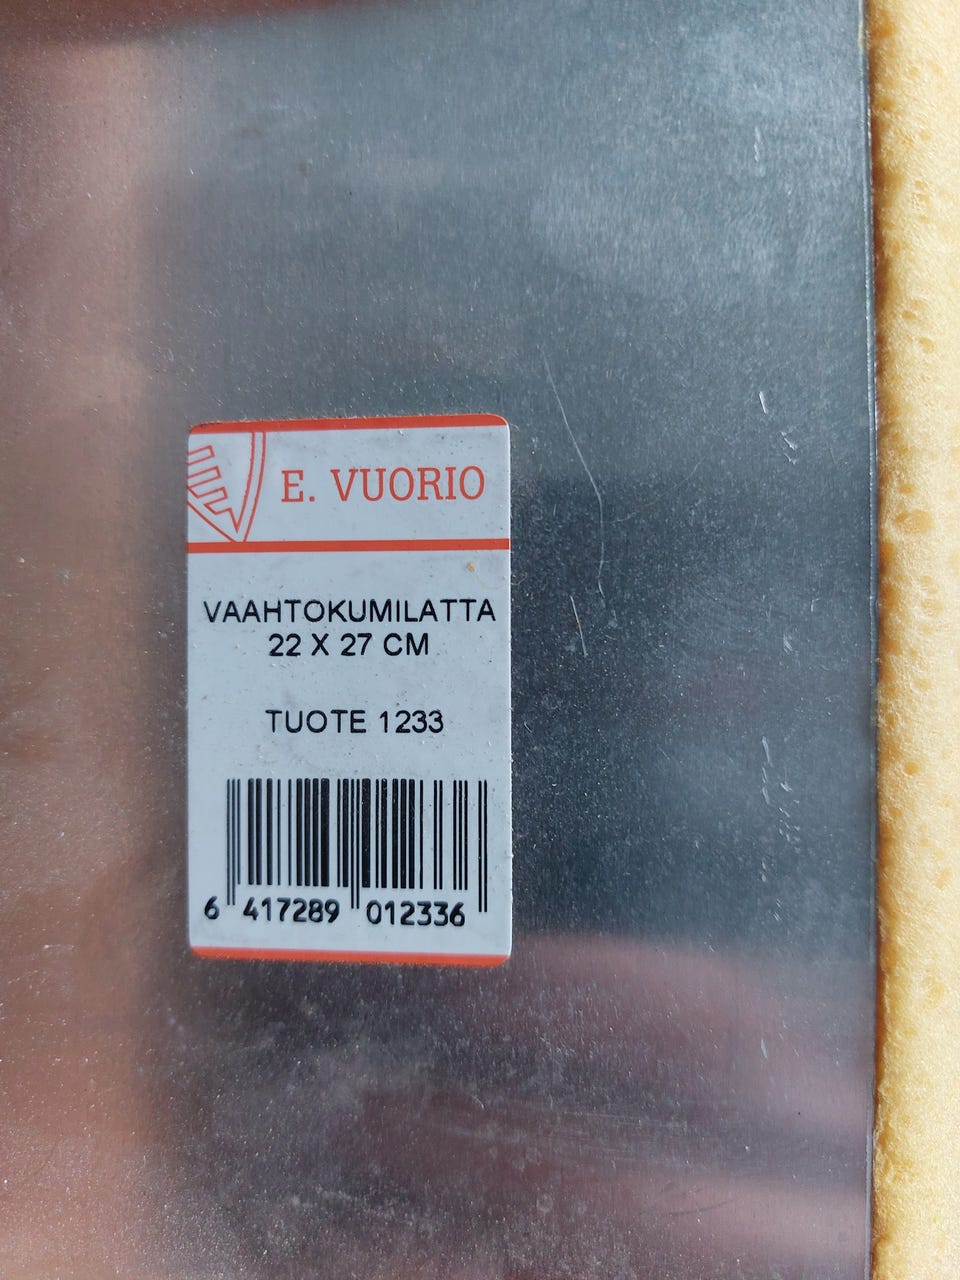 E. VUORIO
VAAHTOKUMILATTA
22 X 27 CM
TUOTE 1233
6 417289 012336